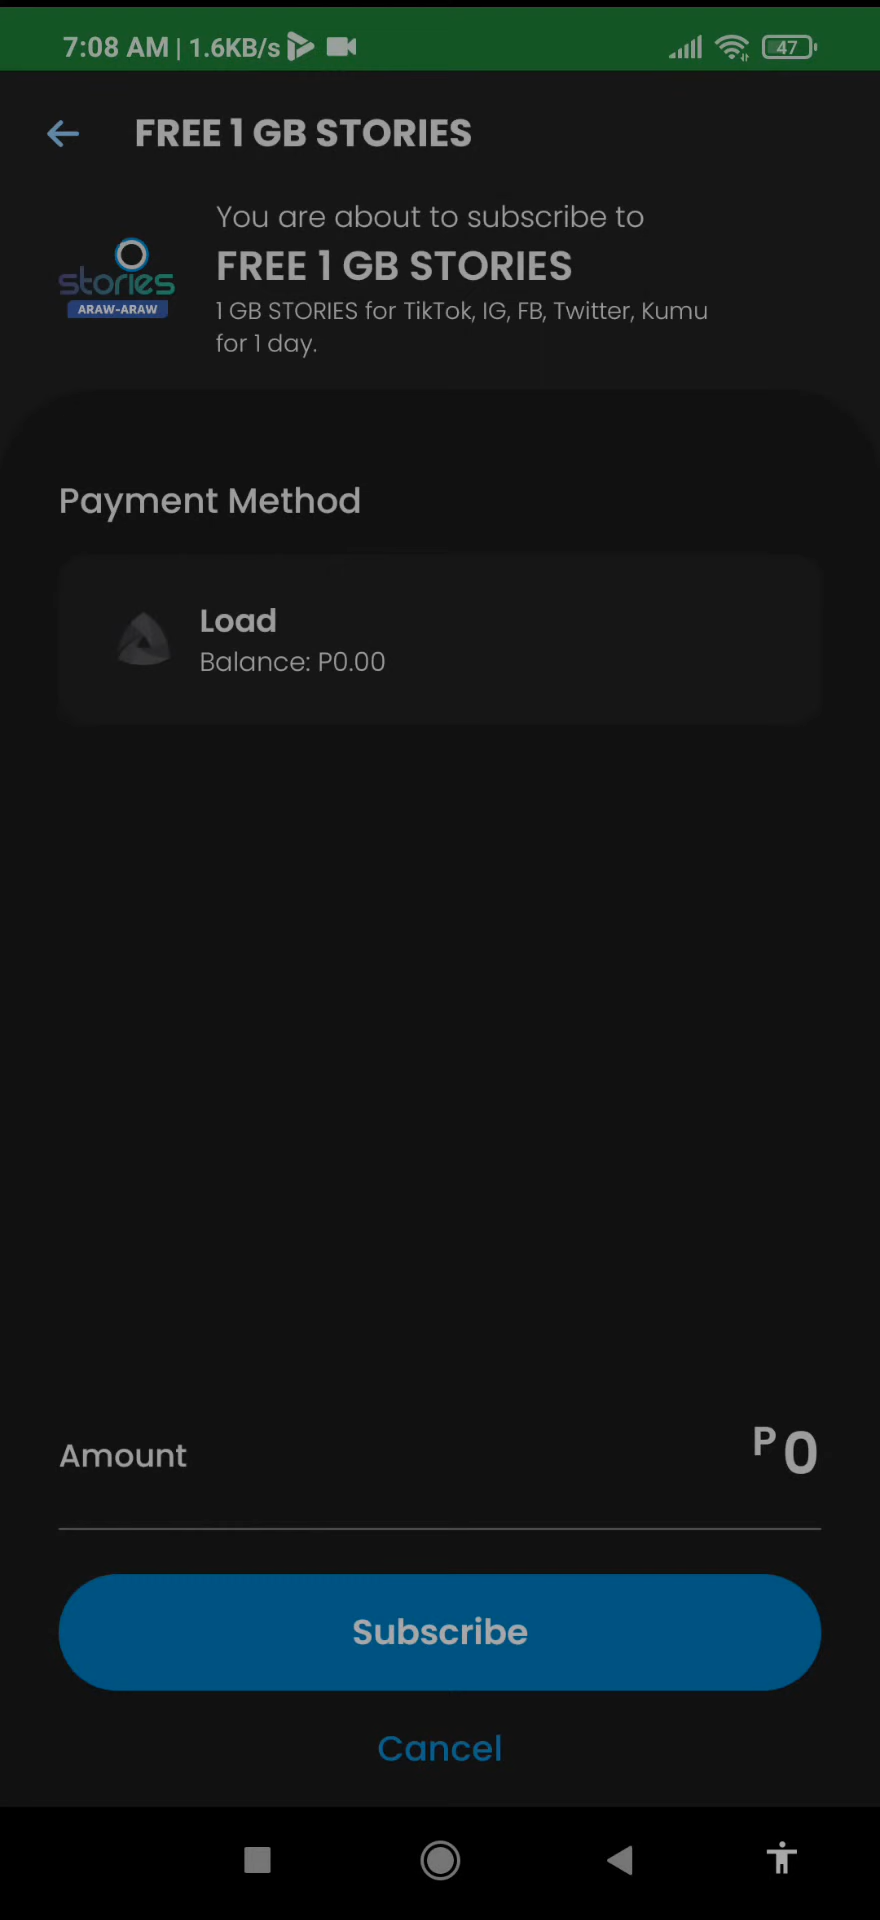 7:08 AM | 1.6KB/s 47
FREE 1 GB STORIES
You are about to subscribe to
FREE 1 GB STORIES
stories
ARAW-ARAW
1 GB STORIES for TikTok, IG, FB, Twitter, Kumu
for 1 day.
Payment Method
Load
Balance: P0.00
Amount P0
Subscribe
Cancel